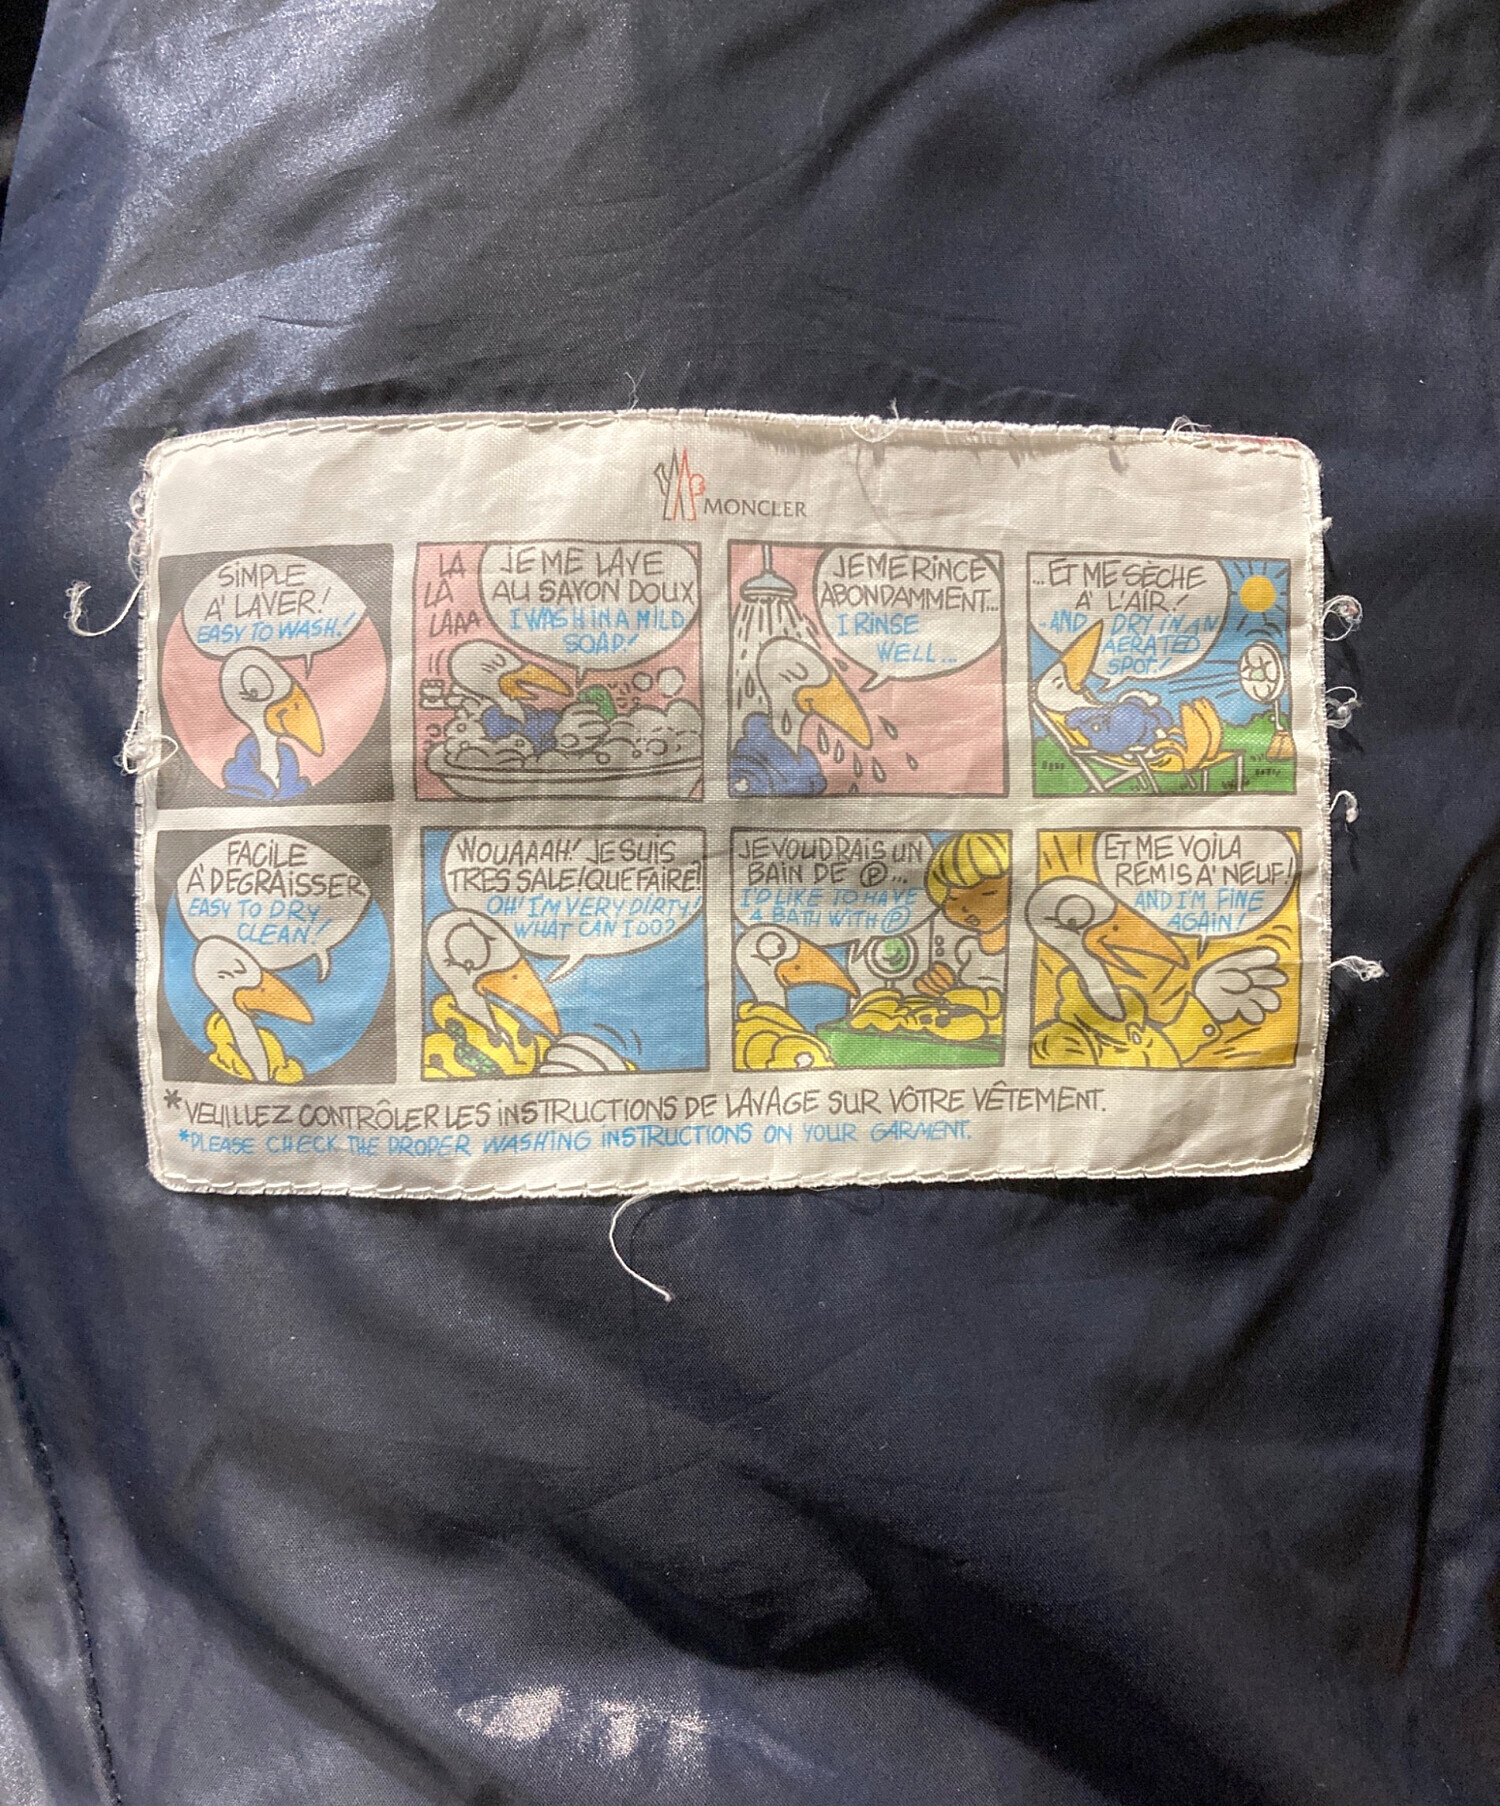 MONCLER
SIMPLE
A' LAVER!
EASY TO WASH!
LA
LA
LAAA
JE ME LAVE
AU SAVON DOUX
I WASH IN A MILD
SOAP!
JE ME RINCE
ABONDAMMENT...
I RINSE
WELL...
...ET ME SÈCHE
A' L'AIR!
-AND I DRY IN AN
AERATED
SPOT!
FACILE
A' DEGRAISSER
EASY TO DRY
CLEAN!
WOUAAAH! JE SUIS
TRES SALE! QUE FAIRE!
OH! I'M VERY DIRTY!
WHAT CAN I DO?
JE VOUDRAIS UN
BAIN DE Ⓟ...
I'D LIKE TO HAVE
A BATH WITH Ⓟ
ET ME VOILA
REMIS A' NEUF!
AND I'M FINE
AGAIN!
*VEUILLEZ CONTRÔLER LES INSTRUCTIONS DE LAVAGE SUR VÔTRE VÊTEMENT.
*PLEASE CHECK THE PROPER WASHING INSTRUCTIONS ON YOUR GARMENT.